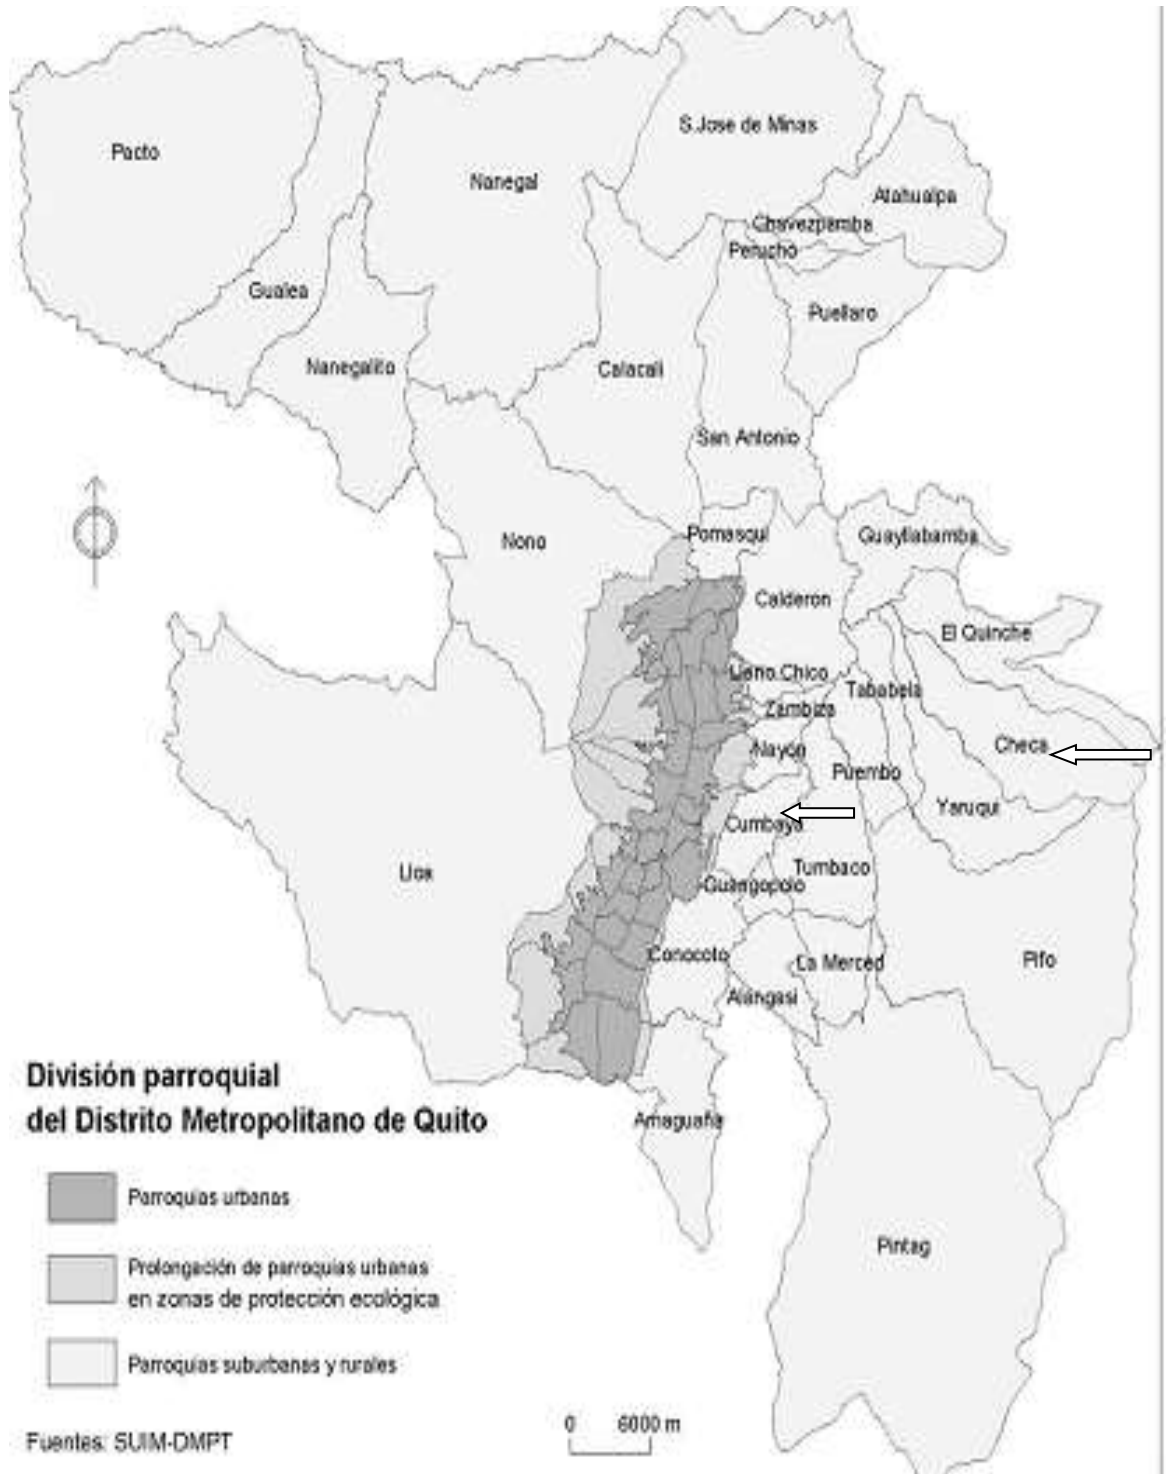 S.Jose de Minas
Pacto
Nanegal
Atahualpa
Chavezpamba
Perucho
Gualea
Puellaro
Nanegalito
Calacali
San Antonio
Pomasqui
Guayllabamba
Nono
Calderon
El Quinche
Llano Chico
Tababela
Zambiza
Nayon
Checa
Puembo
Yaruqui
Cumbaya
Lloa
Tumbaco
Guangopolo
Conocoto
La Merced
Pifo
Alangasi
División parroquial
del Distrito Metropolitano de Quito
Amaguaña
Parroquias urbanas
Pintag
Prolongación de parroquias urbanas
en zonas de protección ecológica
Parroquias suburbanas y rurales
0 6000 m
Fuentes: SUIM-DMPT